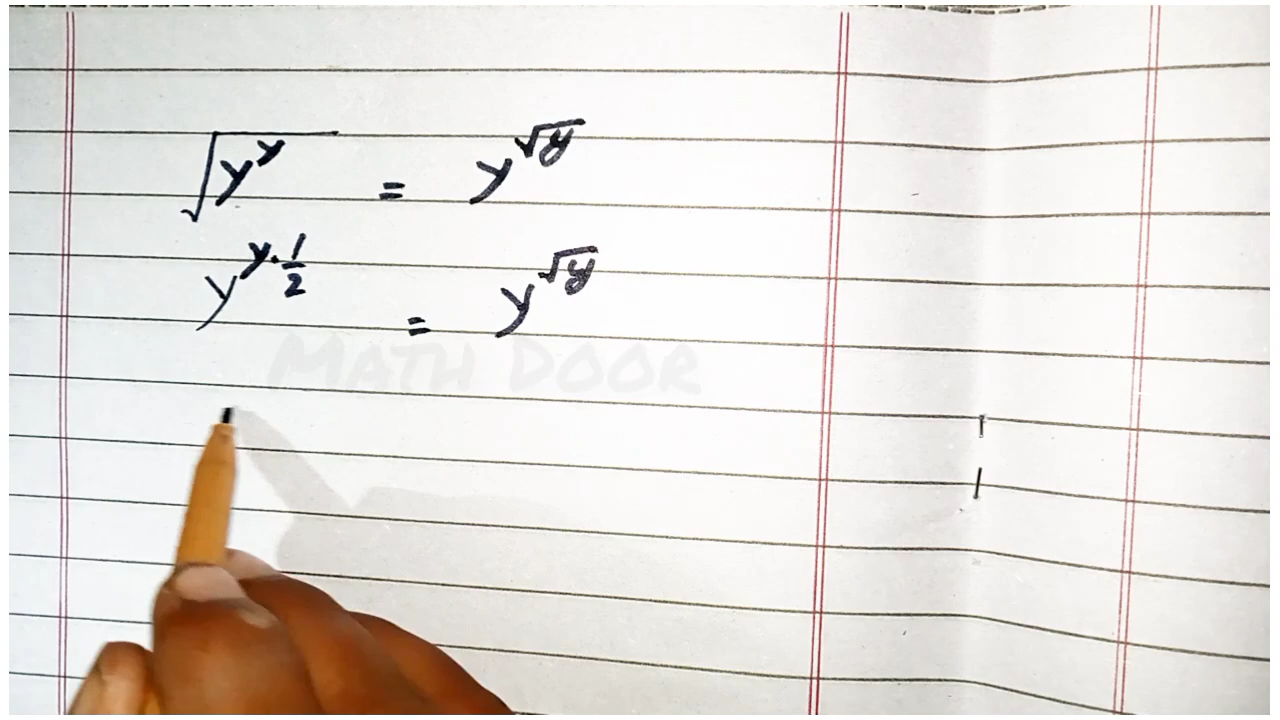 √(y^y) = y^√y
y^(y·1/2) = y^√y
MATH DOOR